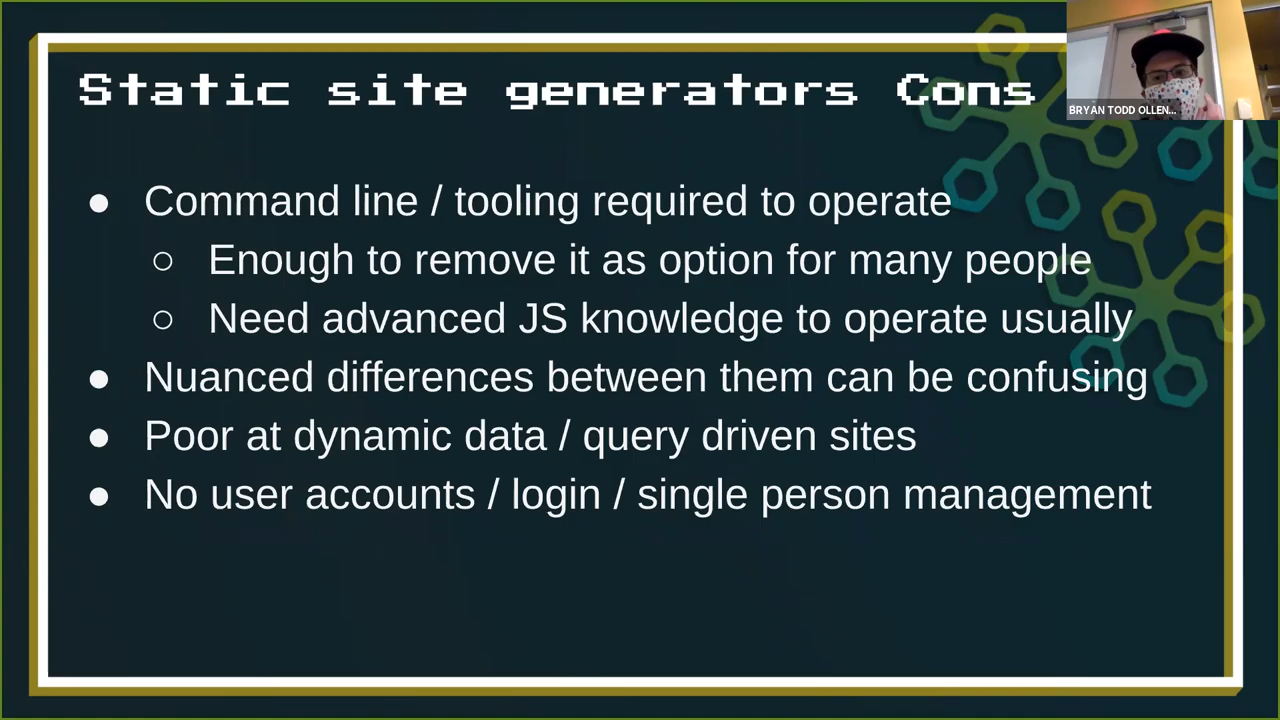 Static site generators Cons
BRYAN TODD OLLEN...
● Command line / tooling required to operate
○ Enough to remove it as option for many people
○ Need advanced JS knowledge to operate usually
● Nuanced differences between them can be confusing
● Poor at dynamic data / query driven sites
● No user accounts / login / single person management